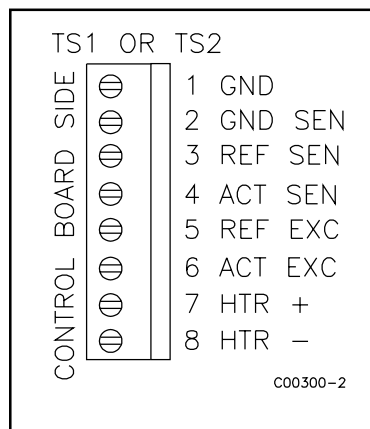 TS1 OR TS2
CONTROL BOARD SIDE
1 GND
2 GND SEN
3 REF SEN
4 ACT SEN
5 REF EXC
6 ACT EXC
7 HTR +
8 HTR -
C00300-2